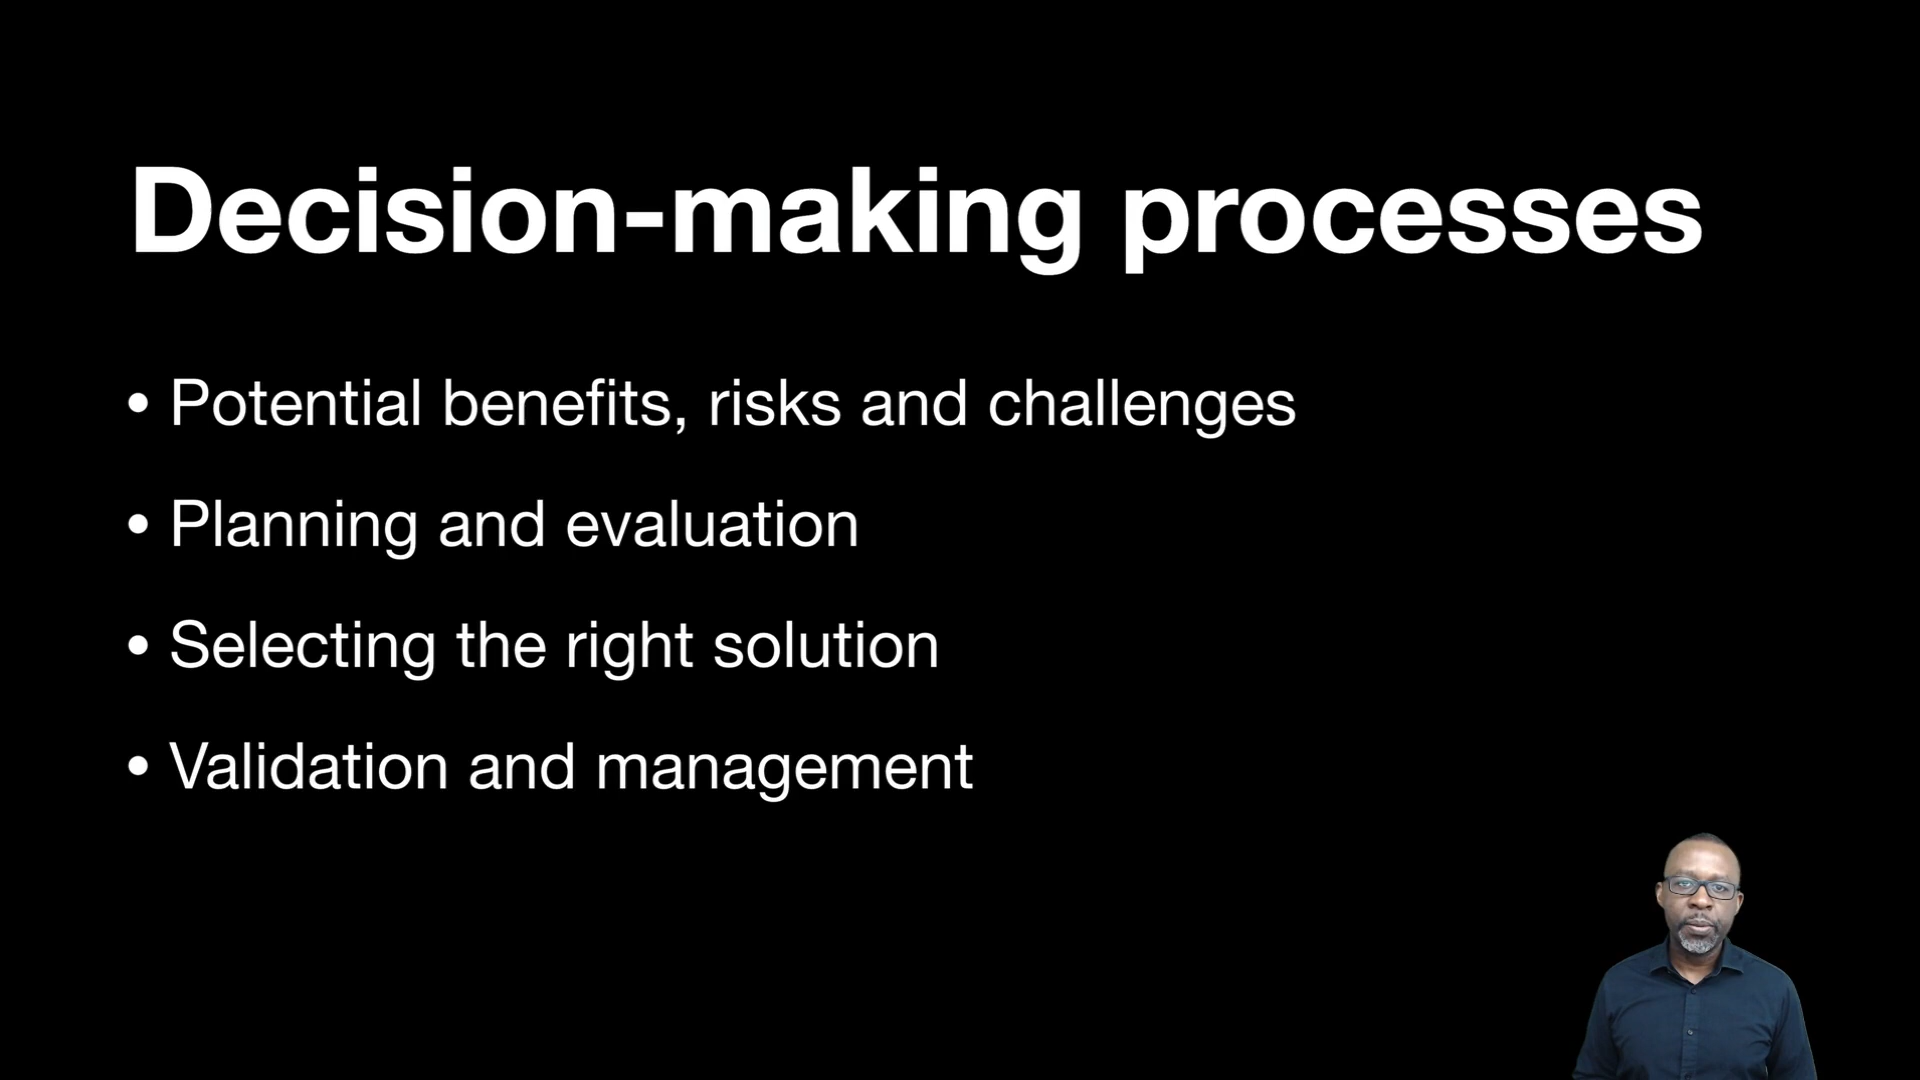 Decision-making processes
• Potential benefits, risks and challenges
• Planning and evaluation
• Selecting the right solution
• Validation and management